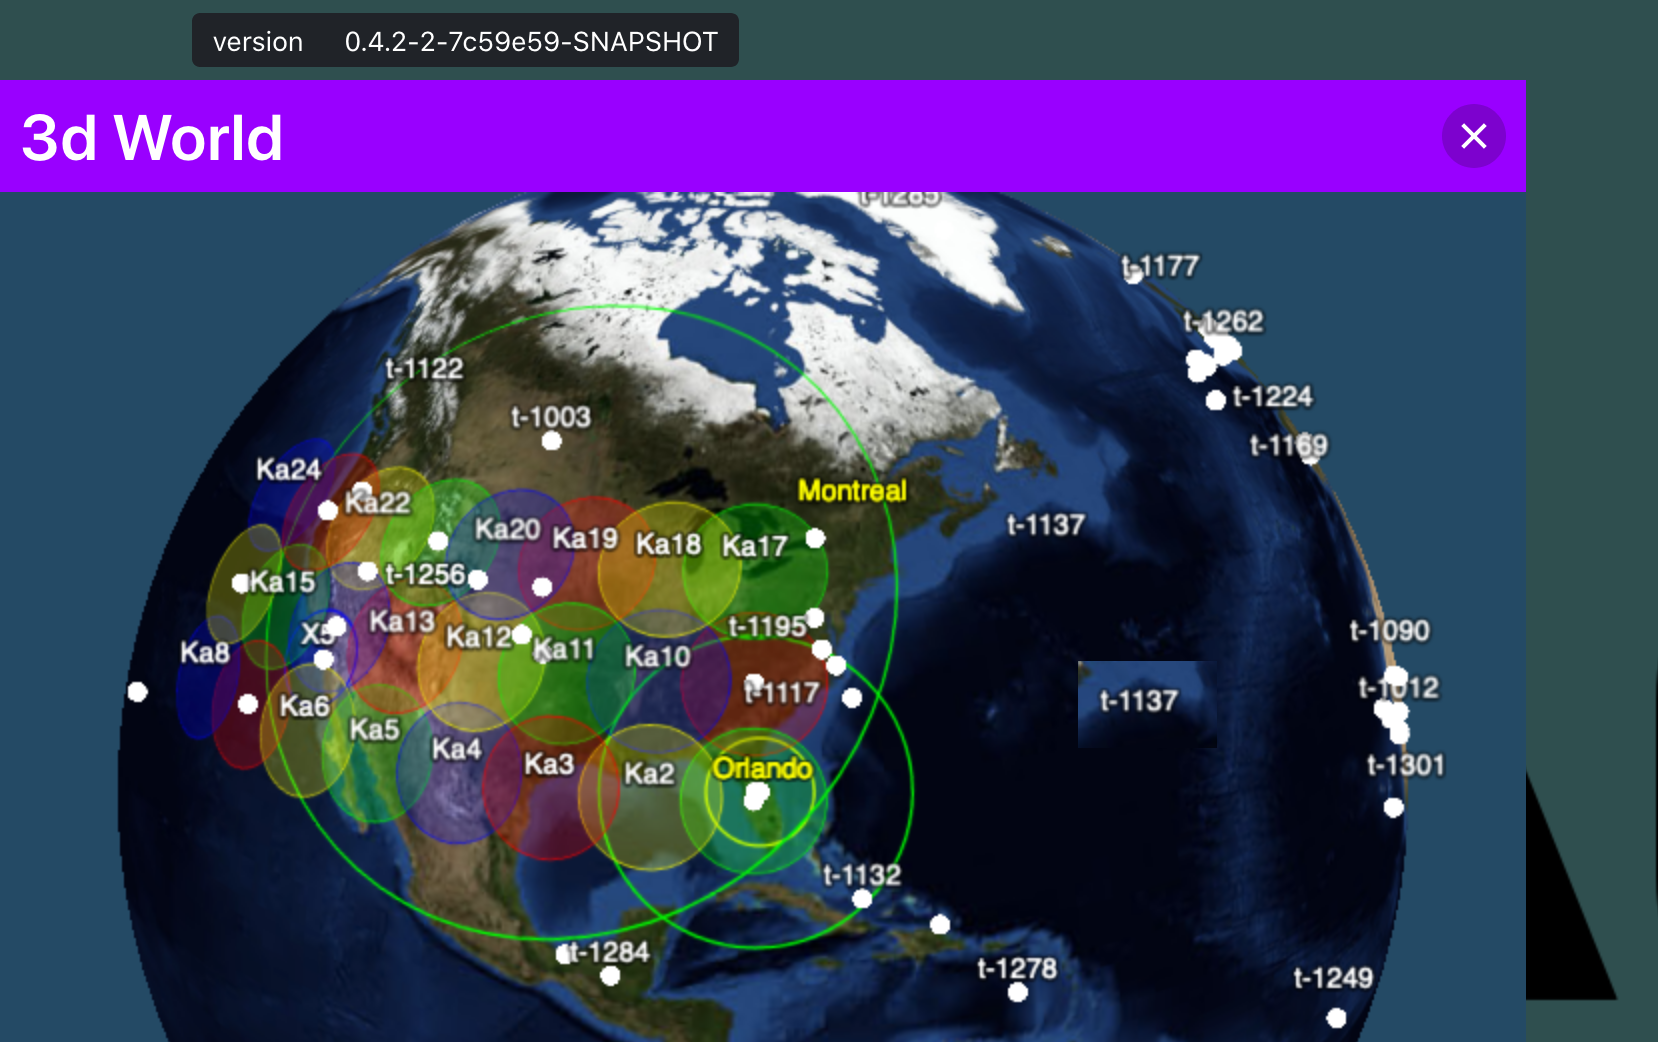 version 0.4.2-2-7c59e59-SNAPSHOT
3d World
t-1285
t-1177
t-1262
t-1122
t-1224
t-1003
t-1169
Ka24
Montreal
Ka22
t-1137
Ka20
Ka19
Ka18
Ka17
t-1256
Ka15
Ka13
t-1195
X5
t-1090
Ka12
Ka11
Ka8
Ka10
t-1012
t-1117
t-1137
Ka6
Ka5
Ka4
Ka3
t-1301
Orlando
Ka2
t-1132
t-1284
t-1278
t-1249